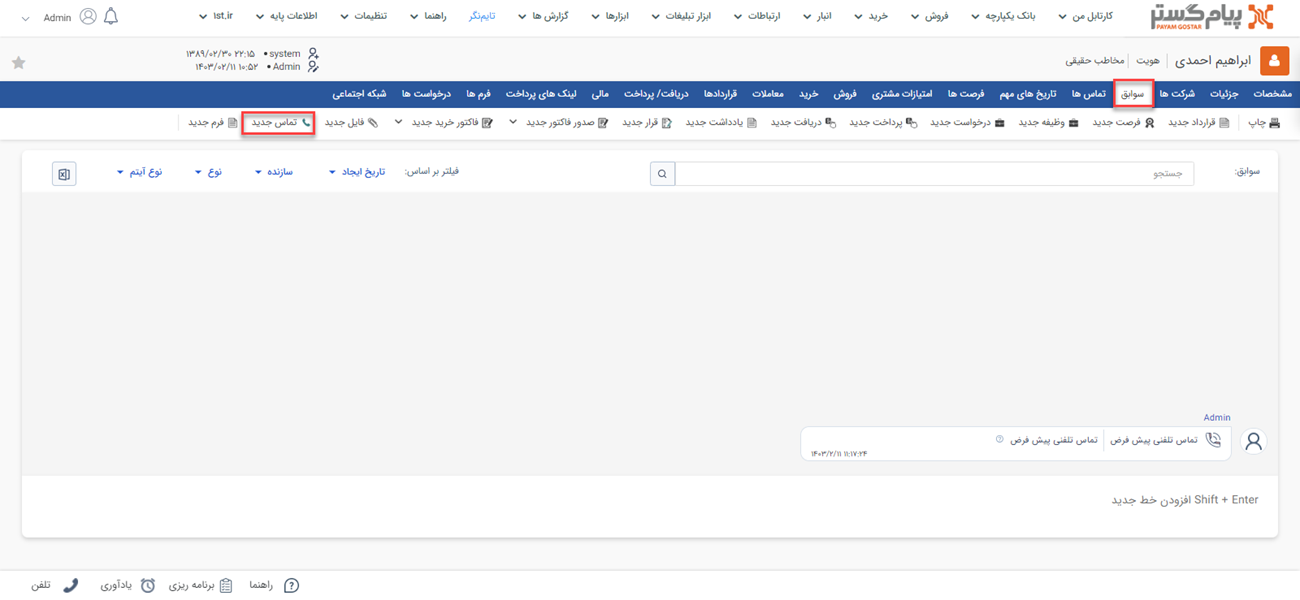 پیام گستر
PAYAM GOSTAR
کارتابل من
بانک یکپارچه
فروش
خرید
انبار
ارتباطات
ابزار تبلیغات
ابزارها
گزارش ها
تایم‌نگر
راهنما
تنظیمات
اطلاعات پایه
1st.ir
Admin
ابراهیم احمدی | هویت | مخاطب حقیقی
system • ۱۳۸۹/۰۲/۳۰ ۲۲:۱۵
Admin • ۱۴۰۳/۰۲/۱۱ ۱۰:۵۲
مشخصات
جزئیات
شرکت ها
سوابق
تماس ها
تاریخ های مهم
فرصت ها
امتیازات مشتری
فروش
خرید
معاملات
قراردادها
دریافت/ پرداخت
مالی
لینک های پرداخت
فرم ها
درخواست ها
شبکه اجتماعی
چاپ
قرارداد جدید
فرصت جدید
وظیفه جدید
درخواست جدید
پرداخت جدید
دریافت جدید
یادداشت جدید
قرار جدید
صدور فاکتور جدید
فاکتور خرید جدید
فایل جدید
تماس جدید
فرم جدید
سوابق:
جستجو
فیلتر بر اساس:
تاریخ ایجاد
سازنده
نوع
نوع آیتم
Admin
تماس تلفنی پیش فرض | تماس تلفنی پیش فرض
۱۴۰۳/۲/۱۱ ۱۱:۱۷:۲۴
Shift + Enter افزودن خط جدید
راهنما
برنامه ریزی
یادآوری
تلفن